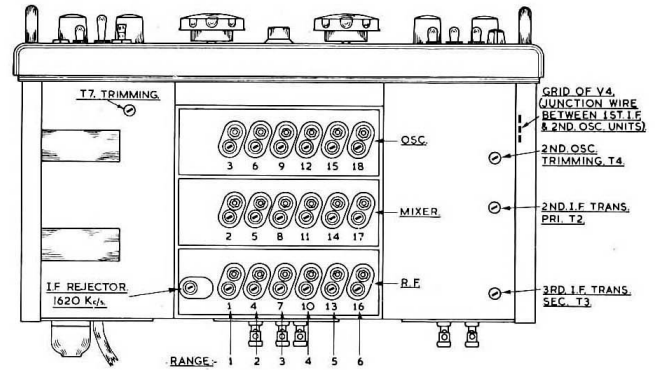 T7. TRIMMING.
GRID OF V4,
(JUNCTION WIRE
BETWEEN 1ST. I.F.
& 2ND. OSC. UNITS)
OSC.
3 6 9 12 15 18
2ND. OSC.
TRIMMING. T4.
MIXER.
2 5 8 11 14 17
2ND. I.F. TRANS.
PRI. T2.
I.F. REJECTOR.
1620 Kc/s.
R.F.
1 4 7 10 13 16
3RD. I.F. TRANS.
SEC. T3.
RANGE:- 1 2 3 4 5 6